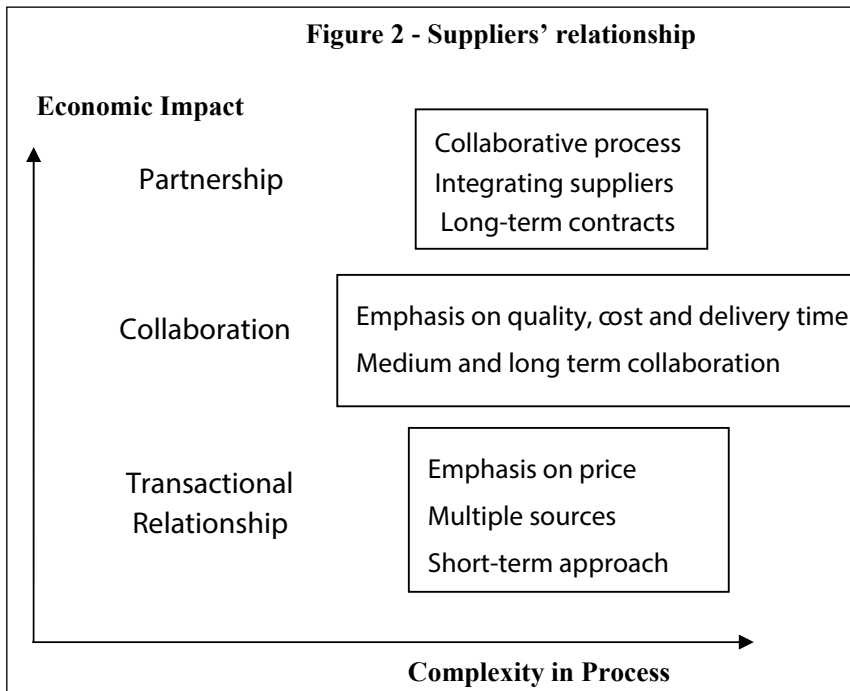 Figure 2 - Suppliers’ relationship
Economic Impact
Partnership
Collaborative process
Integrating suppliers
Long-term contracts
Collaboration
Emphasis on quality, cost and delivery time
Medium and long term collaboration
Transactional
Relationship
Emphasis on price
Multiple sources
Short-term approach
Complexity in Process